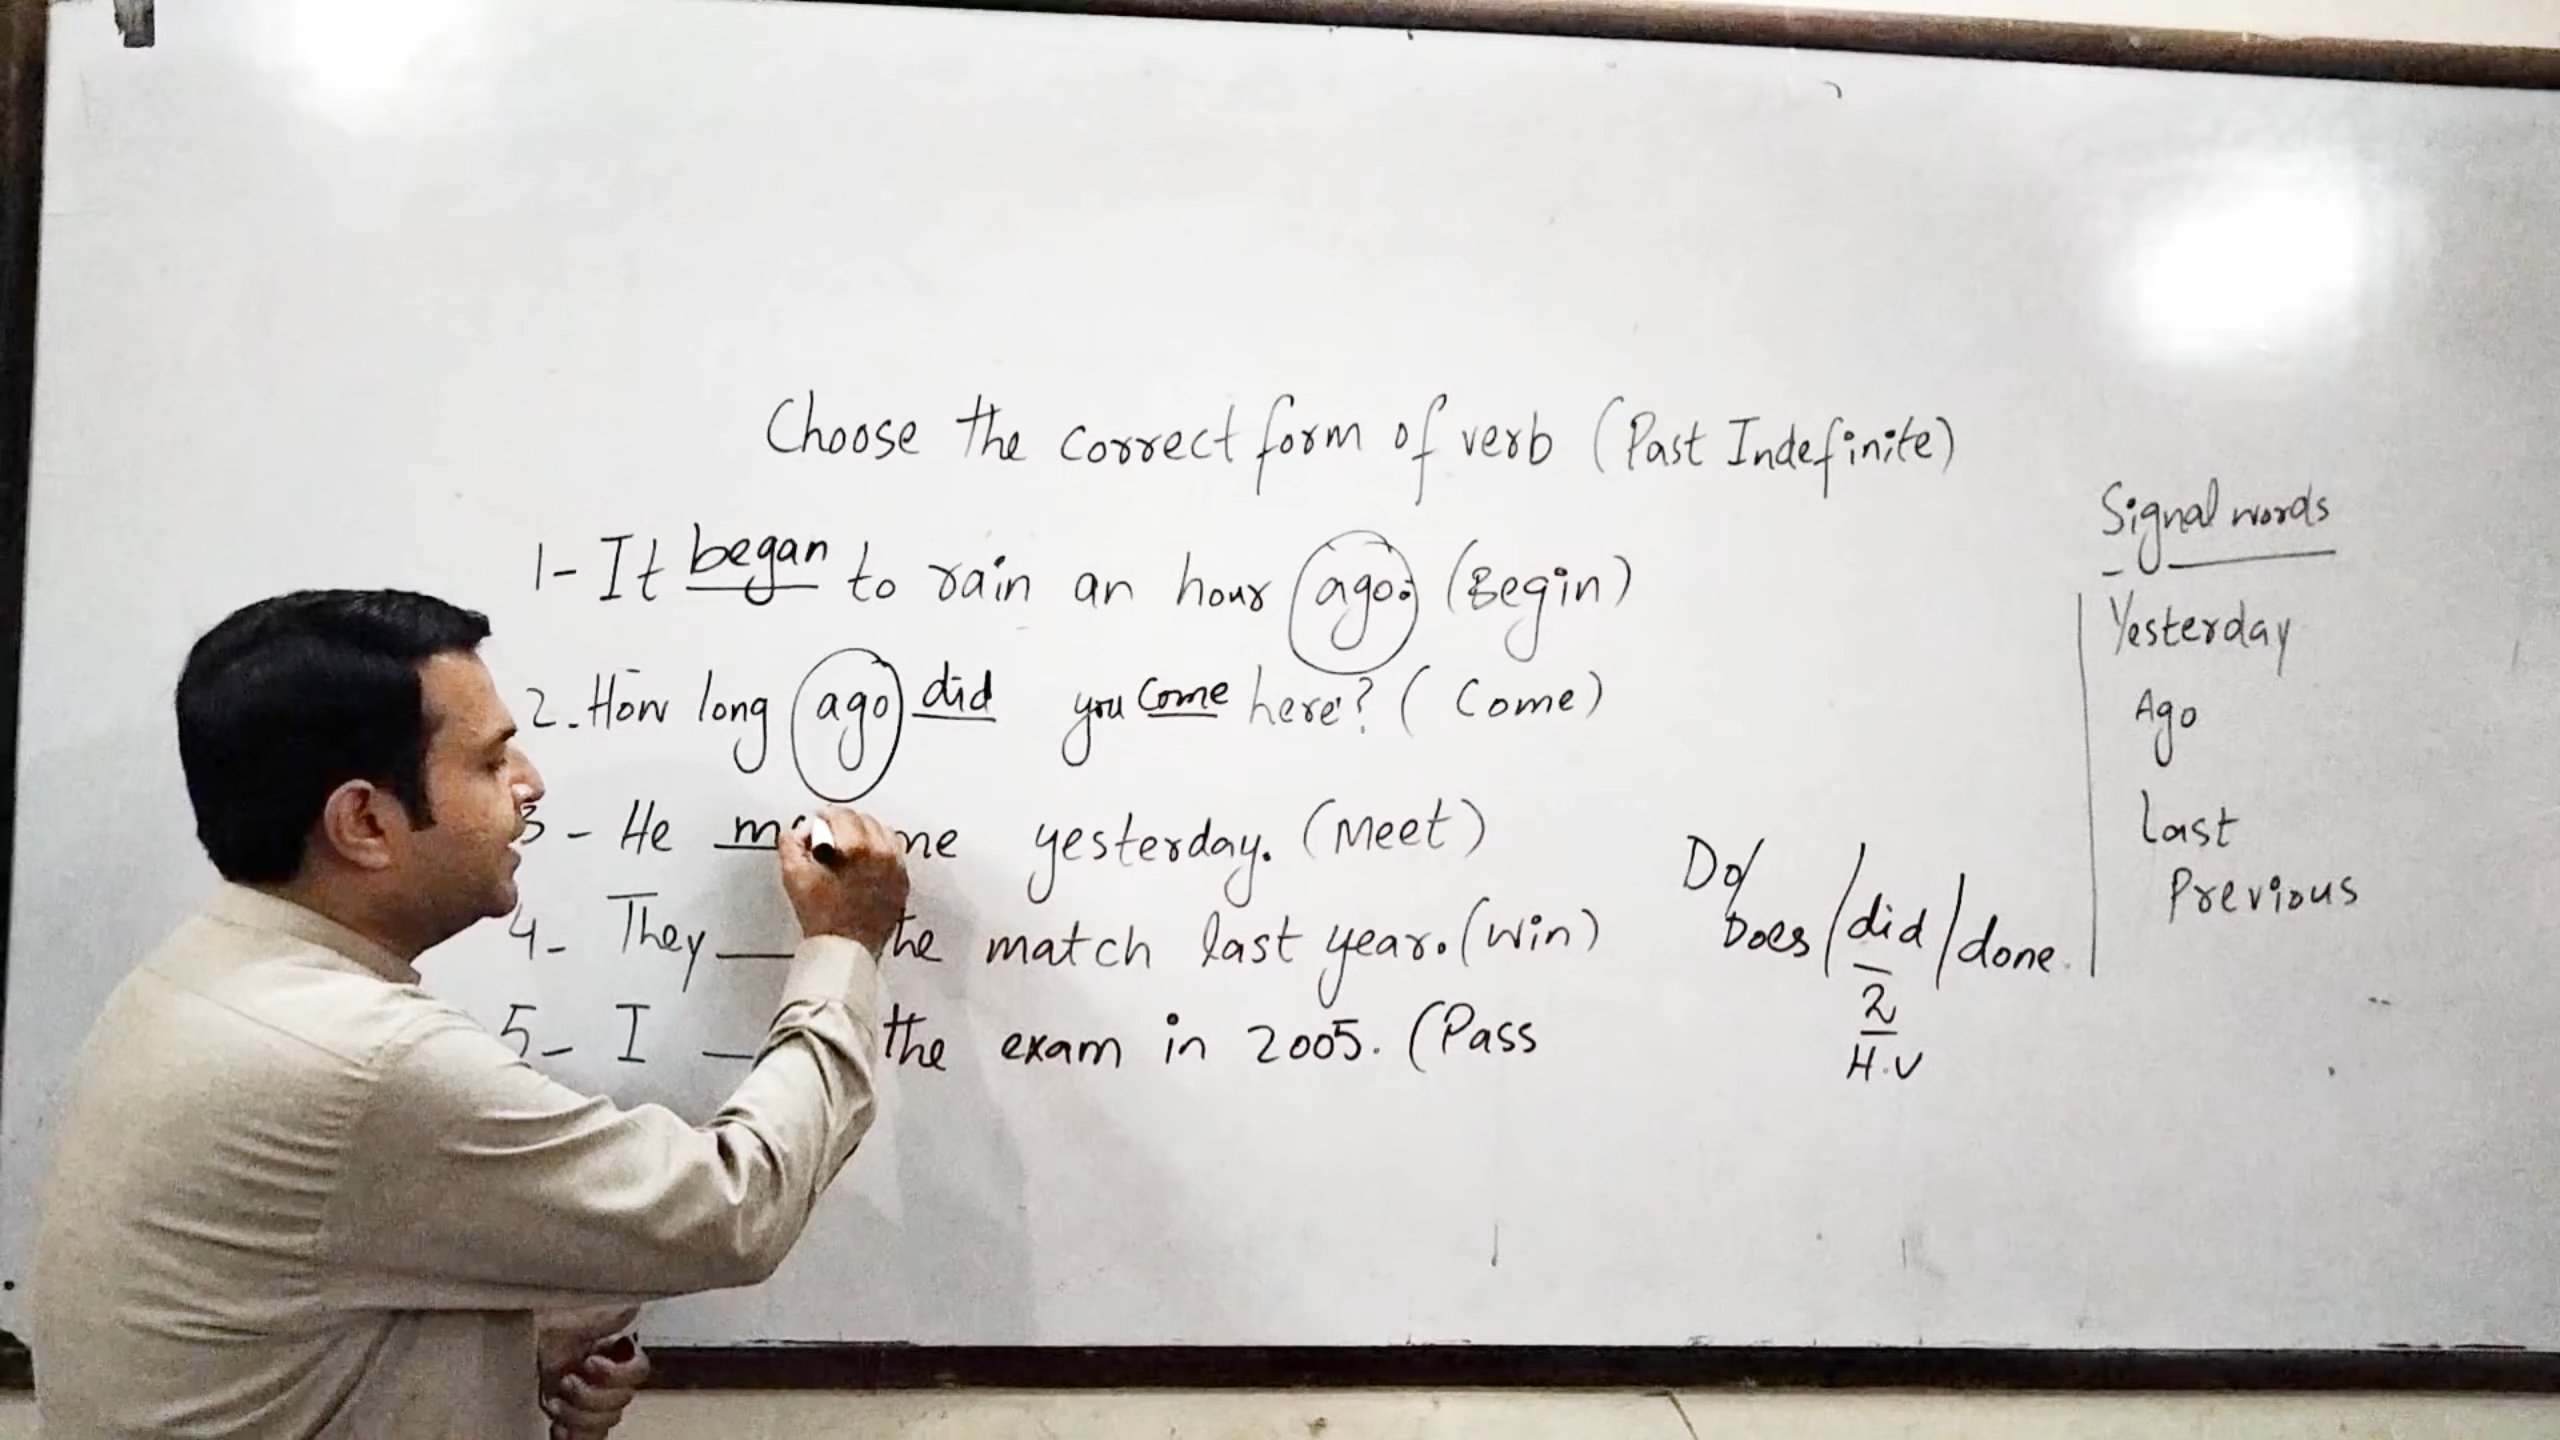 Choose the correct form of verb (Past Indefinite)
1- It began to rain an hour ago. (Begin)
2. How long ago did you come here? (Come)
3 - He me yesterday. (Meet)
4- They ___ the match last year. (Win)
5- I ___ the exam in 2005. (Pass
Do/
Does/did/done.
2
H.V
Signal words
Yesterday
Ago
Last
Previous